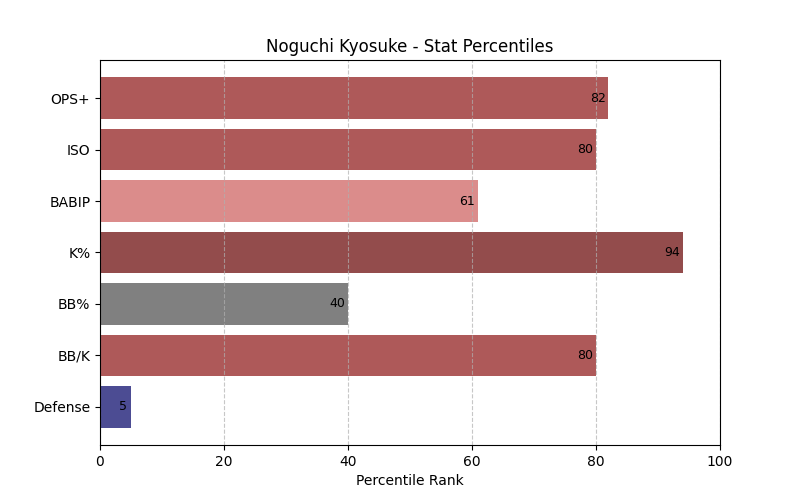 Noguchi Kyosuke - Stat Percentiles
OPS+
82
ISO
80
BABIP
61
K%
94
BB%
40
BB/K
80
Defense
5
0 20 40 60 80 100
Percentile Rank